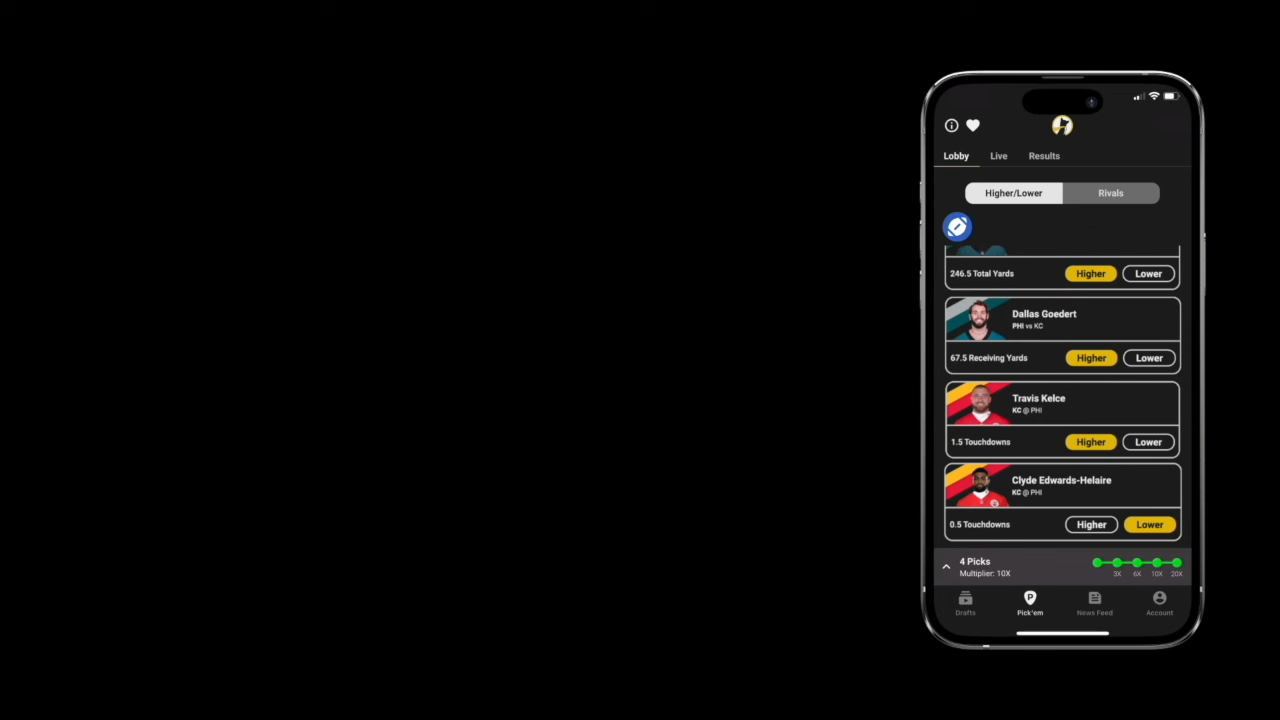 Lobby Live Results
Higher/Lower Rivals
246.5 Total Yards Higher Lower
Dallas Goedert
PHI vs KC
67.5 Receiving Yards Higher Lower
Travis Kelce
KC @ PHI
1.5 Touchdowns Higher Lower
Clyde Edwards-Helaire
KC @ PHI
0.5 Touchdowns Higher Lower
4 Picks
Multiplier: 10X
3X 6X 10X 20X
Drafts Pick'em News Feed Account